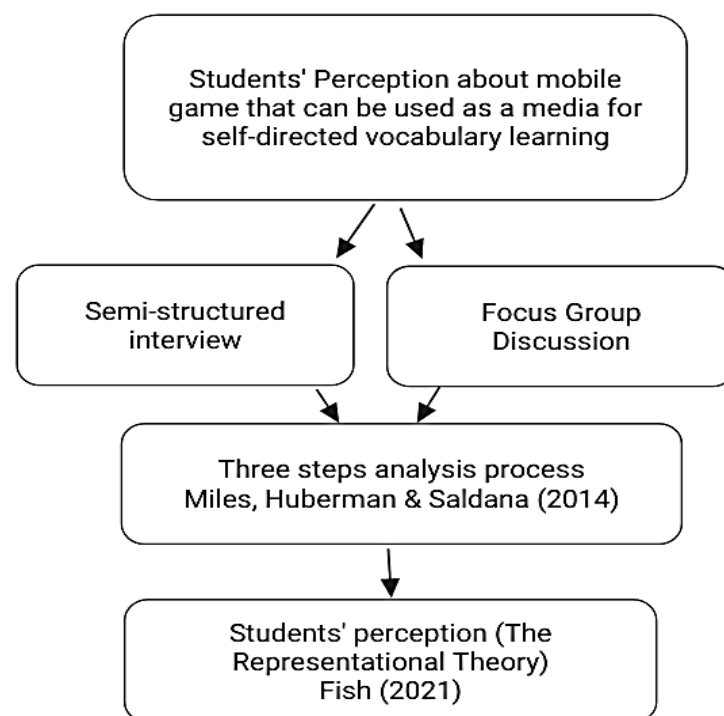 Students' Perception about mobile
game that can be used as a media for
self-directed vocabulary learning
Semi-structured
interview
Focus Group
Discussion
Three steps analysis process
Miles, Huberman & Saldana (2014)
Students' perception (The
Representational Theory)
Fish (2021)